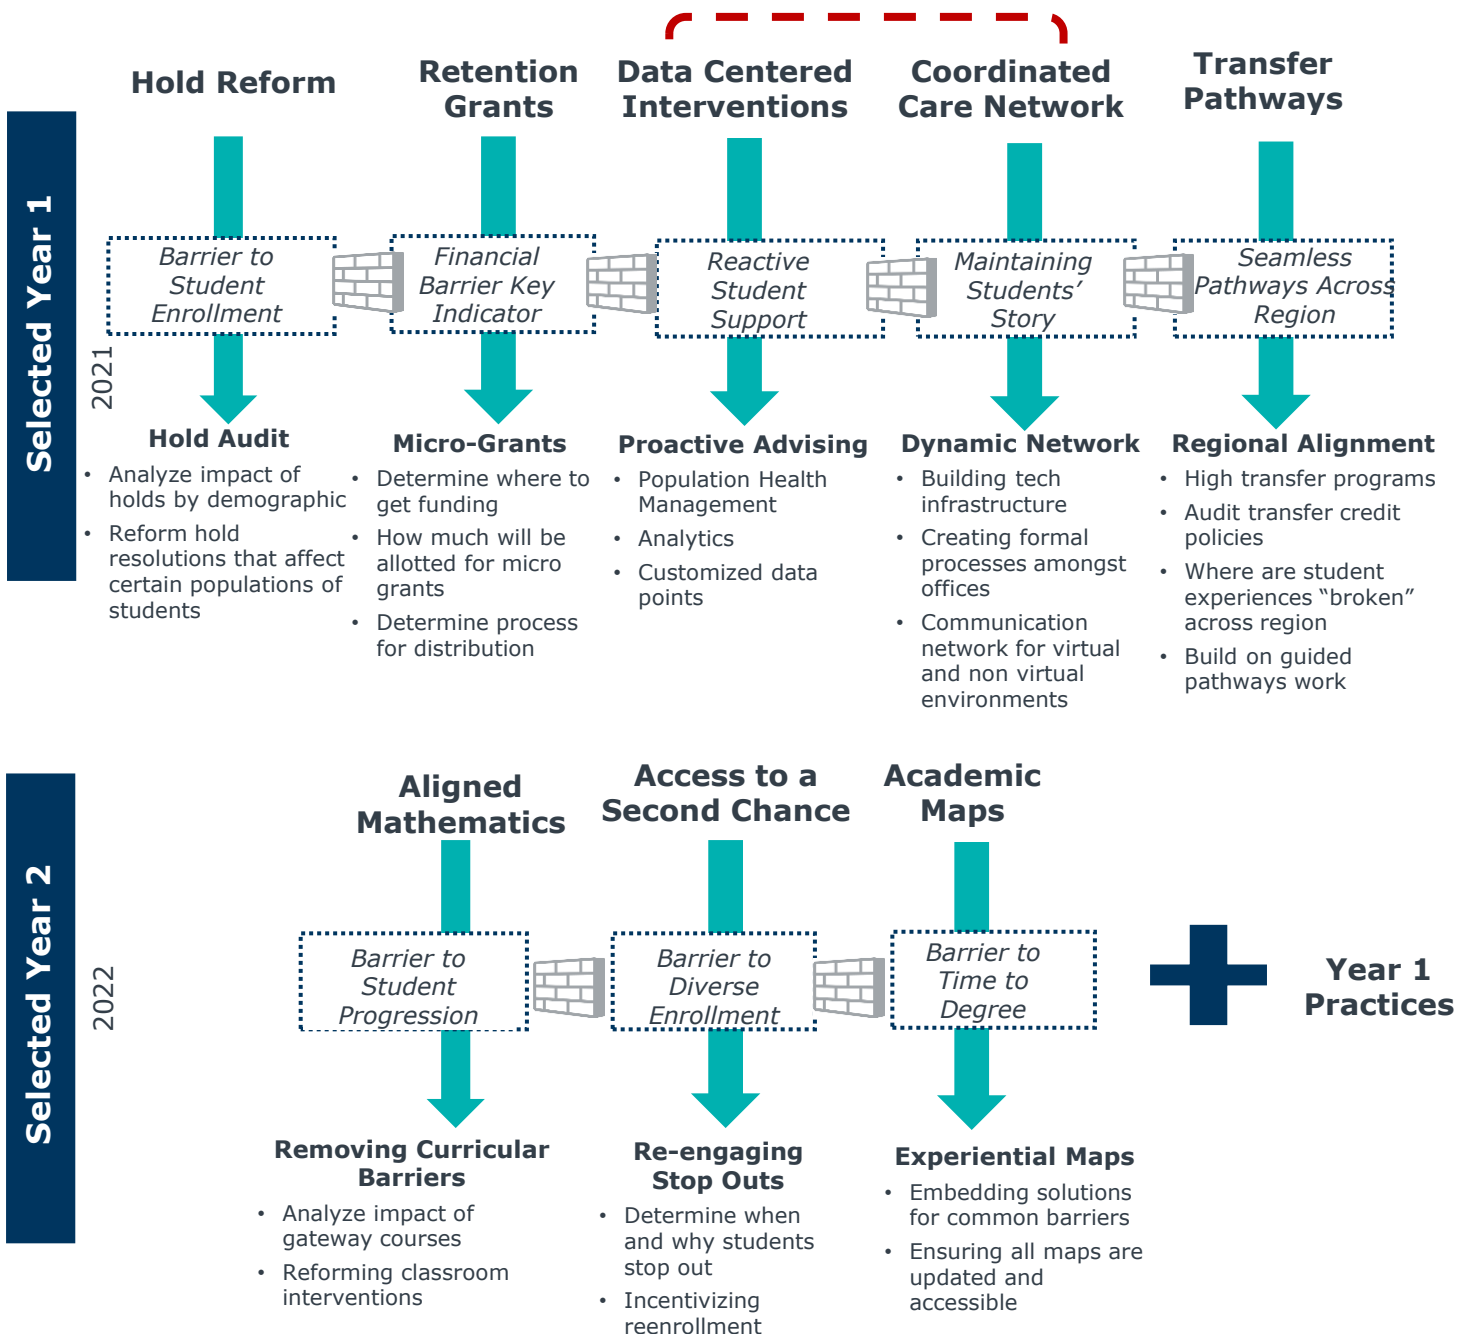 Selected Year 1
2021
Hold Reform
Barrier to
Student
Enrollment
Hold Audit
• Analyze impact of
holds by demographic
• Reform hold
resolutions that affect
certain populations of
students
Retention
Grants
Financial
Barrier Key
Indicator
Micro-Grants
• Determine where to
get funding
• How much will be
allotted for micro
grants
• Determine process
for distribution
Data Centered
Interventions
Reactive
Student
Support
Proactive Advising
• Population Health
Management
• Analytics
• Customized data
points
Coordinated
Care Network
Maintaining
Students’
Story
Dynamic Network
• Building tech
infrastructure
• Creating formal
processes amongst
offices
• Communication
network for virtual
and non virtual
environments
Transfer
Pathways
Seamless
Pathways Across
Region
Regional Alignment
• High transfer programs
• Audit transfer credit
policies
• Where are student
experiences “broken”
across region
• Build on guided
pathways work
Selected Year 2
2022
Aligned
Mathematics
Barrier to
Student
Progression
Removing Curricular
Barriers
• Analyze impact of
gateway courses
• Reforming classroom
interventions
Access to a
Second Chance
Barrier to
Diverse
Enrollment
Re-engaging
Stop Outs
• Determine when
and why students
stop out
• Incentivizing
reenrollment
Academic
Maps
Barrier to
Time to
Degree
Experiential Maps
• Embedding solutions
for common barriers
• Ensuring all maps are
updated and
accessible
Year 1
Practices